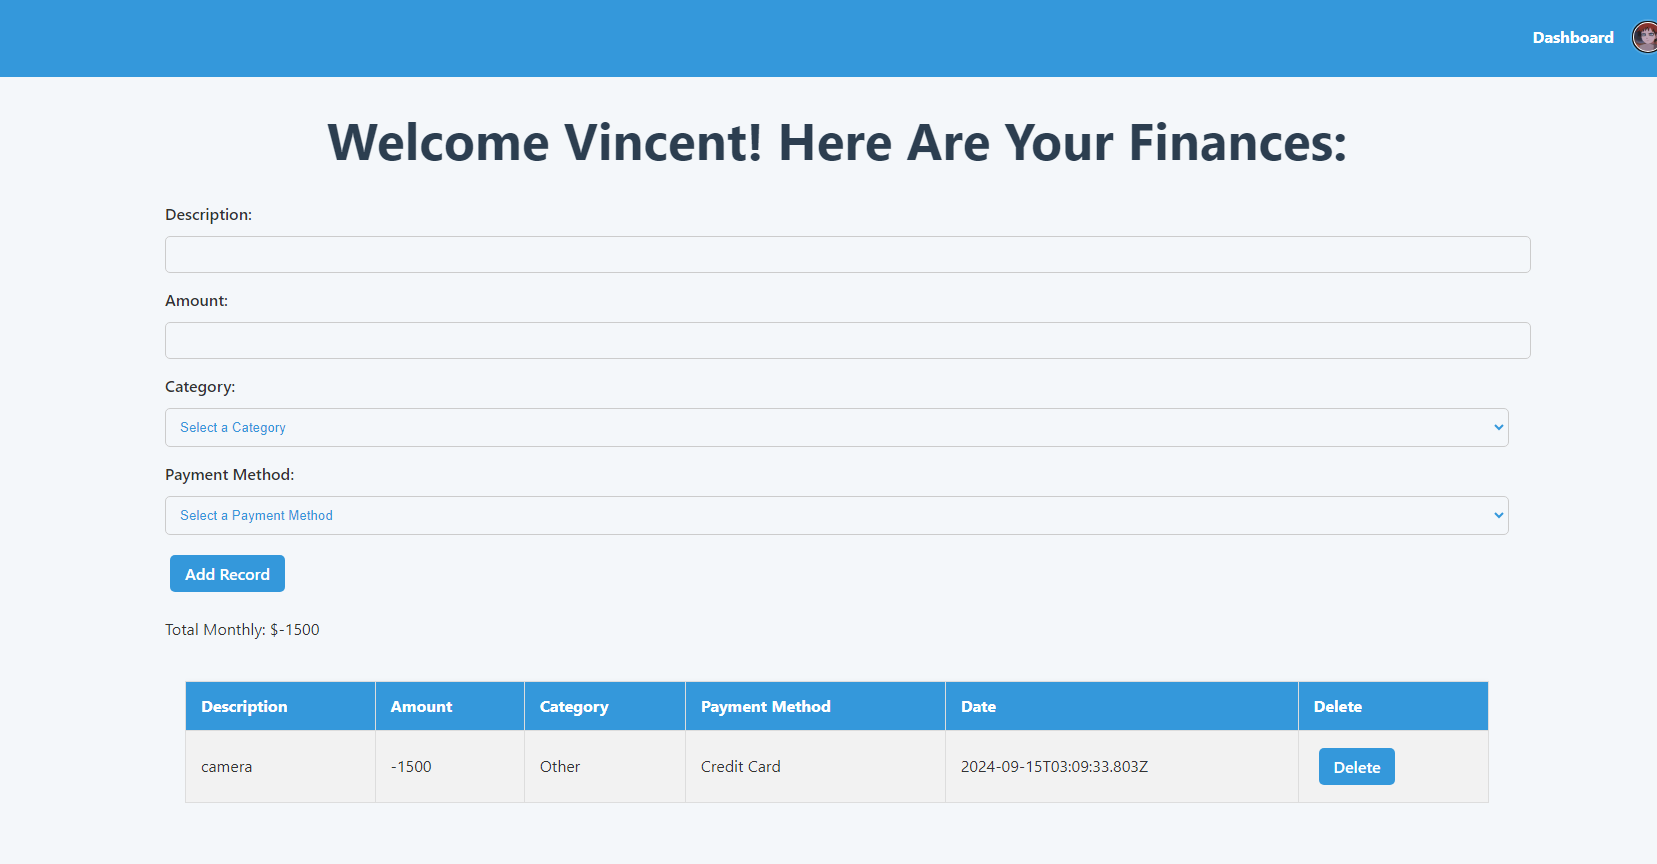 Dashboard
Welcome Vincent! Here Are Your Finances:
Description:
Amount:
Category:
Select a Category
Payment Method:
Select a Payment Method
Add Record
Total Monthly: $-1500
Description Amount Category Payment Method Date Delete
camera -1500 Other Credit Card 2024-09-15T03:09:33.803Z Delete